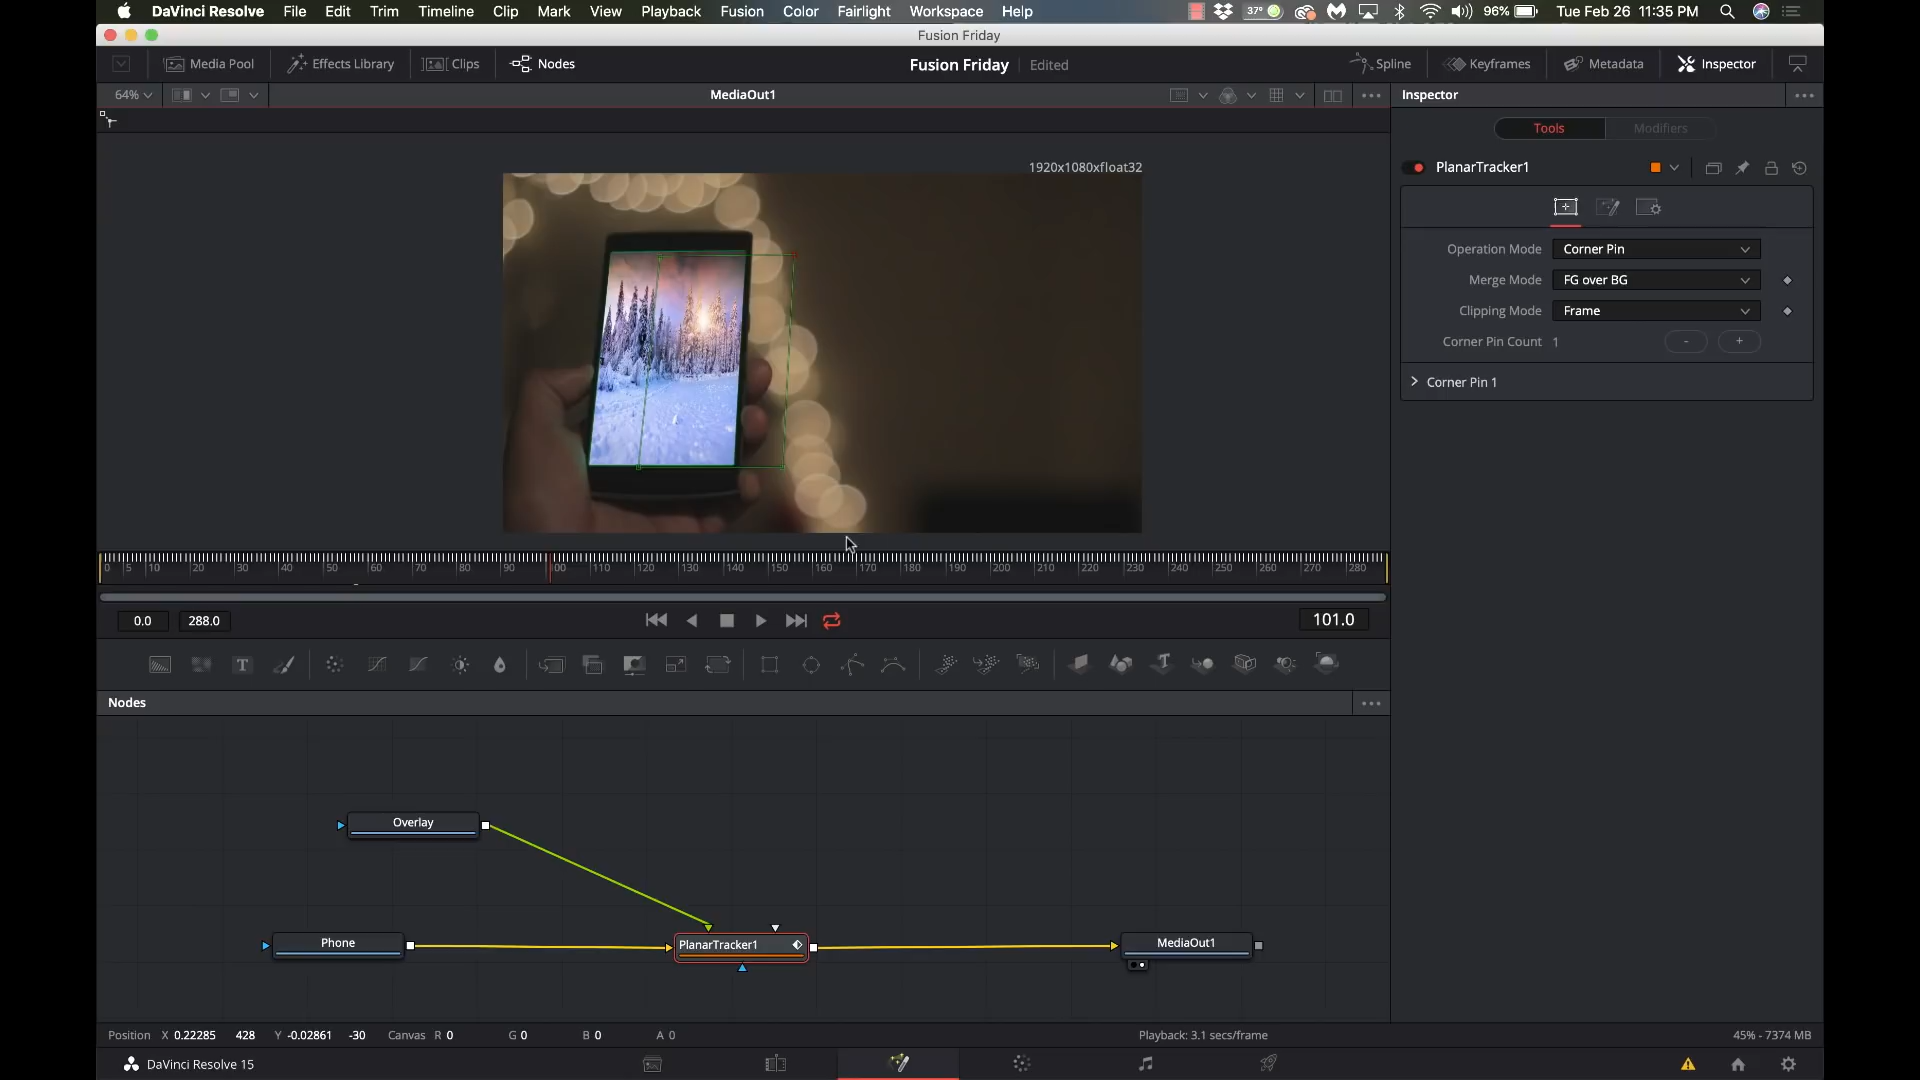 DaVinci Resolve File Edit Trim Timeline Clip Mark View Playback Fusion Color Fairlight Workspace Help 37° 96% Tue Feb 26 11:35 PM
Fusion Friday
Media Pool Effects Library Clips Nodes Fusion Friday Edited Spline Keyframes Metadata Inspector
64% MediaOut1 Inspector
Tools Modifiers
1920x1080xfloat32
PlanarTracker1
Operation Mode Corner Pin
Merge Mode FG over BG
Clipping Mode Frame
Corner Pin Count 1 - +
Corner Pin 1
0 5 10 20 30 40 50 60 70 80 90 100 110 120 130 140 150 160 170 180 190 200 210 220 230 240 250 260 270 280
0.0 288.0 101.0
Nodes
Overlay
Phone PlanarTracker1 MediaOut1
Position X 0.22285 428 Y -0.02861 -30 Canvas R 0 G 0 B 0 A 0 Playback: 3.1 secs/frame 45% - 7374 MB
DaVinci Resolve 15